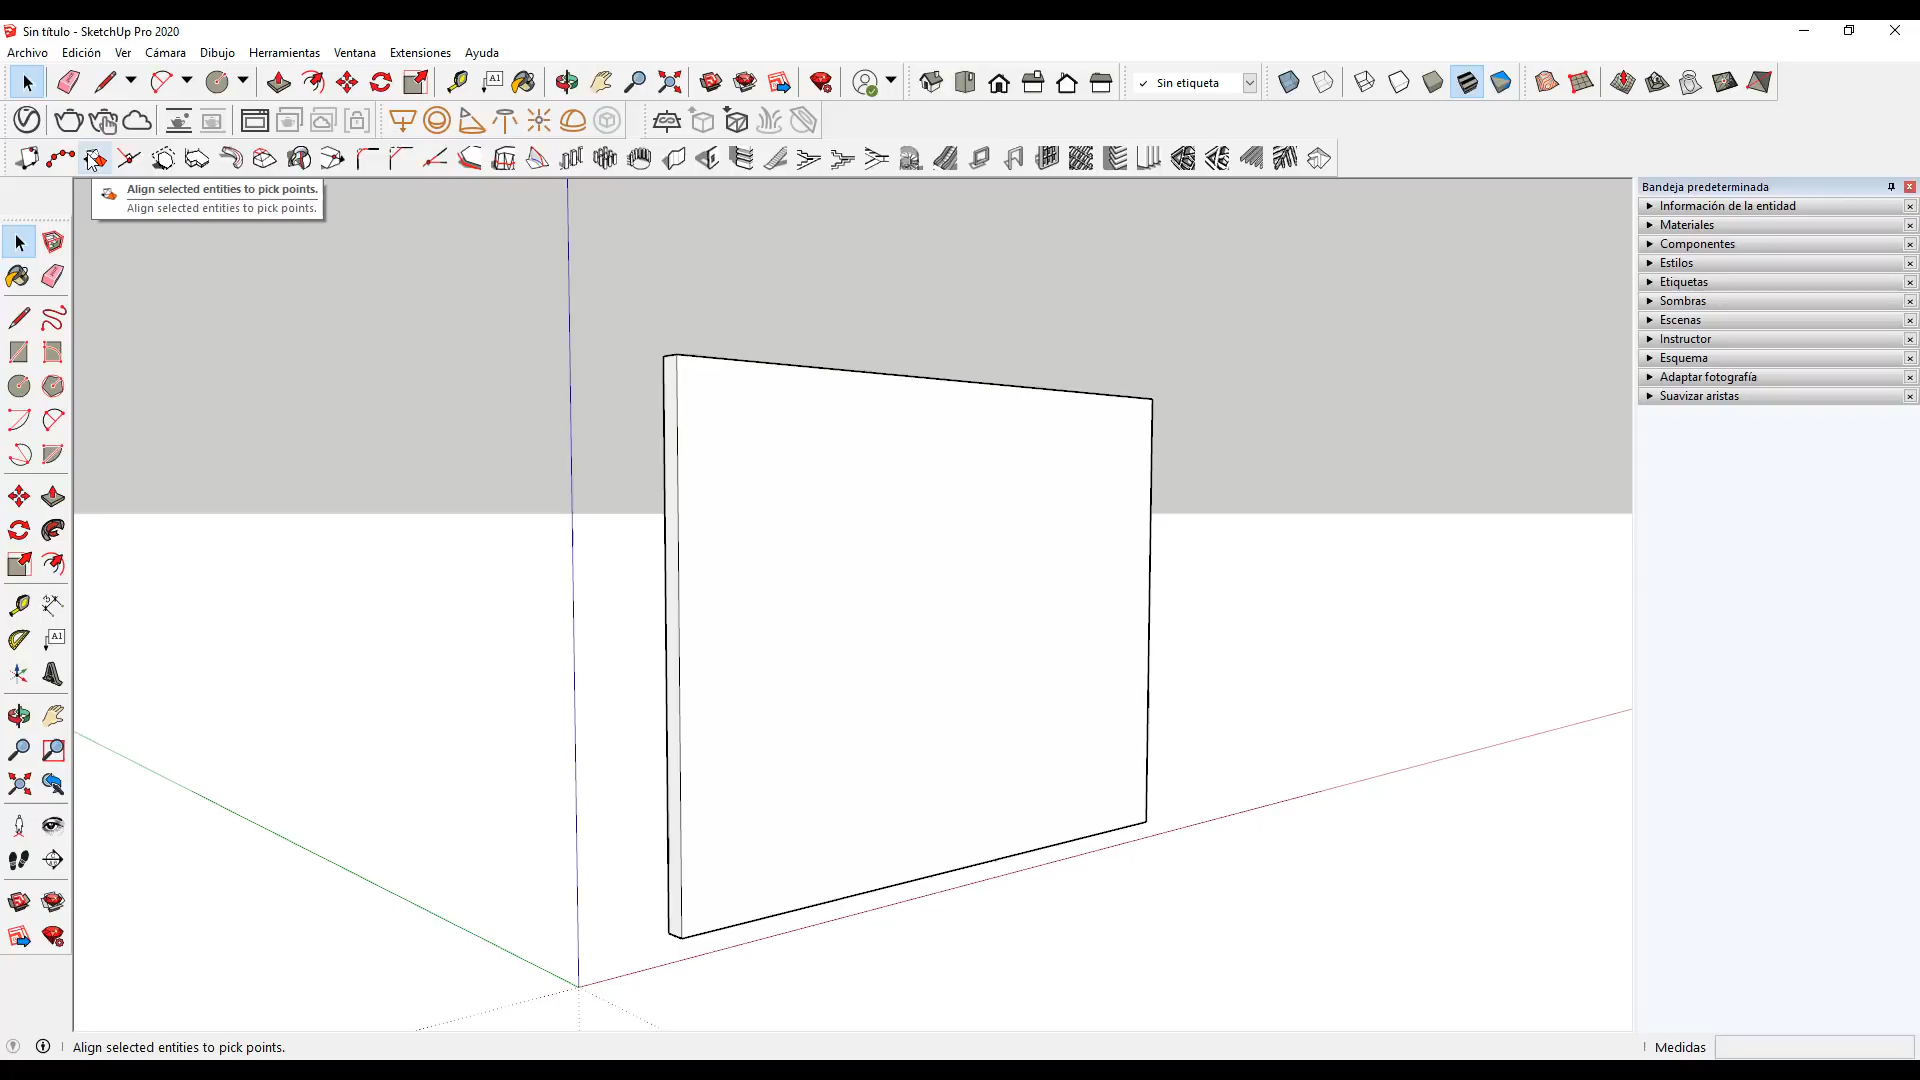 Sin título - SketchUp Pro 2020
Archivo Edición Ver Cámara Dibujo Herramientas Ventana Extensiones Ayuda
A1
Sin etiqueta
Align selected entities to pick points.
Align selected entities to pick points.
Bandeja predeterminada
Información de la entidad
Materiales
Componentes
Estilos
Etiquetas
Sombras
Escenas
Instructor
Esquema
Adaptar fotografía
Suavizar aristas
A1
Align selected entities to pick points.
Medidas